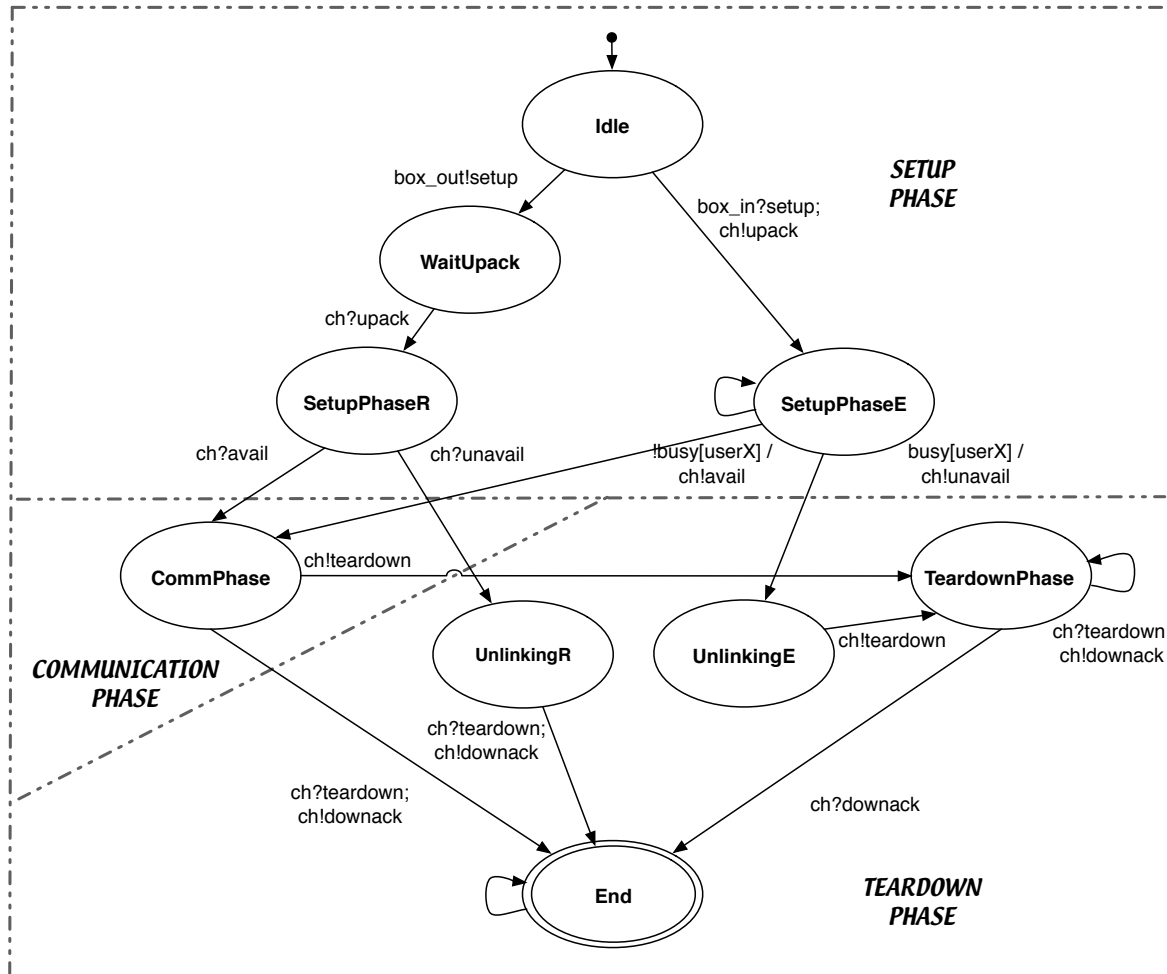 Idle
SETUP
PHASE
box_out!setup
box_in?setup;
ch!upack
WaitUpack
ch?upack
SetupPhaseR
SetupPhaseE
ch?avail
ch?unavail
!busy[userX] /
ch!avail
busy[userX] /
ch!unavail
CommPhase
ch!teardown
TeardownPhase
UnlinkingR
UnlinkingE
ch!teardown
ch?teardown
ch!downack
COMMUNICATION
PHASE
ch?teardown;
ch!downack
ch?teardown;
ch!downack
ch?downack
End
TEARDOWN
PHASE